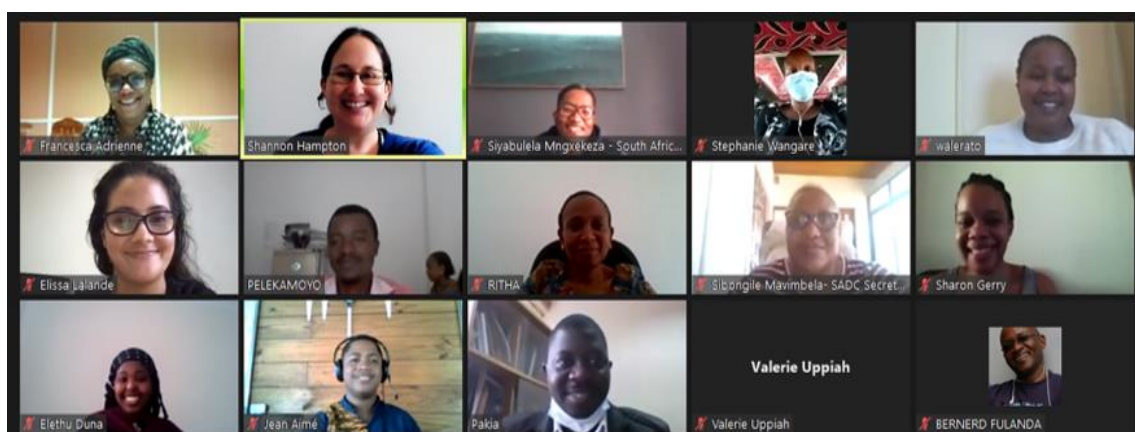 Francesca Adrienne
Shannon Hampton
Siyabulela Mngxekeza - South Afric...
Stephanie Wangare
walerato
Elissa Lalande
PELEKAMOYO
RITHA
Sibongile Mavimbela- SADC Secret...
Sharon Gerry
Elethu Duna
Jean Aimé
Pakia
Valerie Uppiah
Valerie Uppiah
BERNERD FULANDA